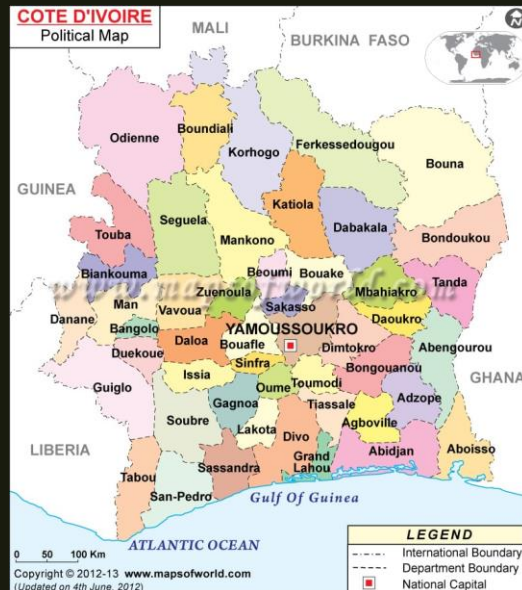 COTE D'IVOIRE
Political Map
MALI
BURKINA FASO
Odienne
Boundiali
Korhogo
Ferkessedougou
Bouna
GUINEA
Touba
Seguela
Katiola
Dabakala
Bondoukou
Mankono
Biankouma
Beoumi
Bouake
www.mapsofworld.com
Mbahiakro
Tanda
Man
Zuenoula
Vavoua
Sakasso
Danane
Bangolo
YAMOUSSOUKRO
Daoukro
Daloa
Bouafle
Dimtokro
Abengourou
Duekoue
Sinfra
Bongouanou
GHANA
Guiglo
Issia
Oume
Toumodi
Adzope
Soubre
Gagnoa
Tiassale
Lakota
Agboville
LIBERIA
Divo
Abidjan
Aboisso
Tabou
Sassandra
Grand
Lahou
San-Pedro
Gulf Of Guinea
ATLANTIC OCEAN
0 50 100 Km
Copyright © 2012-13 www.mapsofworld.com
(Updated on 4th June, 2012)
LEGEND
International Boundary
Department Boundary
National Capital